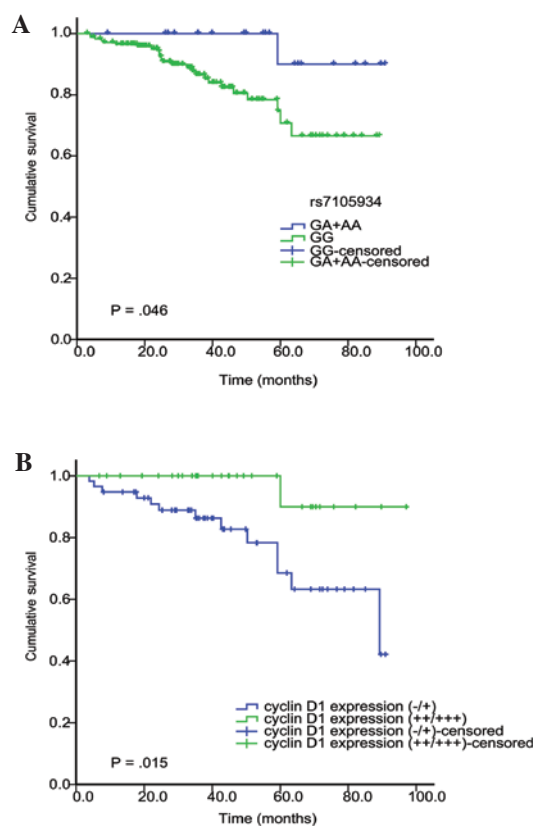 A
Cumulative survival
1.0
0.8
0.6
0.4
0.2
0.0
rs7105934
GA+AA
GG
GG-censored
GA+AA-censored
P = .046
0.0 20.0 40.0 60.0 80.0 100.0
Time (months)
B
Cumulative survival
1.0
0.8
0.6
0.4
0.2
0.0
cyclin D1 expression (-/+)
cyclin D1 expression (++/+++)
cyclin D1 expression (-/+)-censored
cyclin D1 expression (++/+++)-censored
P = .015
0.0 20.0 40.0 60.0 80.0 100.0
Time (months)